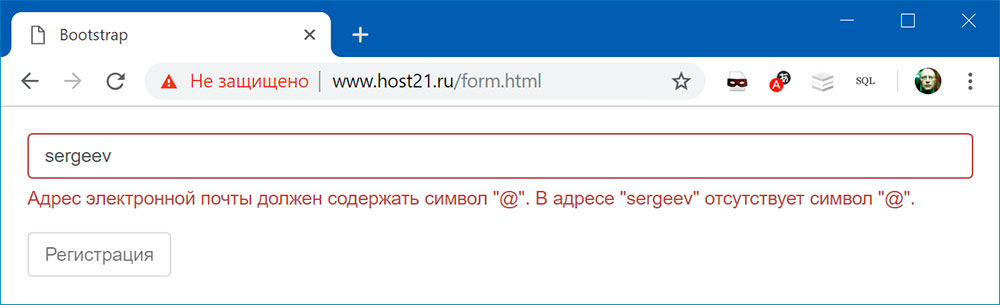 Bootstrap
Не защищено www.host21.ru/form.html SQL
sergeev
Адрес электронной почты должен содержать символ "@". В адресе "sergeev" отсутствует символ "@".
Регистрация